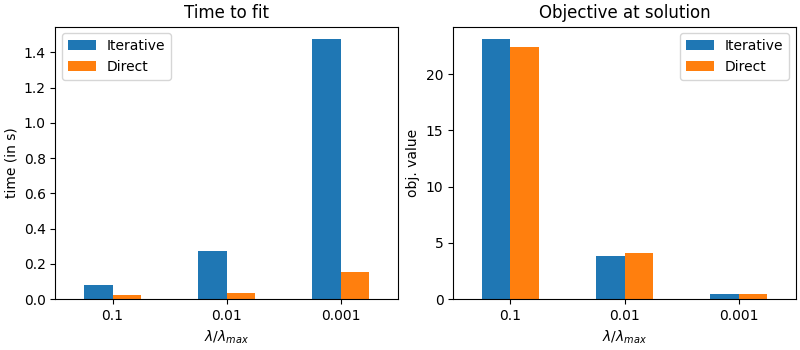 Time to fit
Iterative
Direct
time (in s)
1.4
1.2
1.0
0.8
0.6
0.4
0.2
0.0
0.1
0.01
0.001
λ/λmax
Objective at solution
Iterative
Direct
obj. value
20
15
10
5
0
0.1
0.01
0.001
λ/λmax